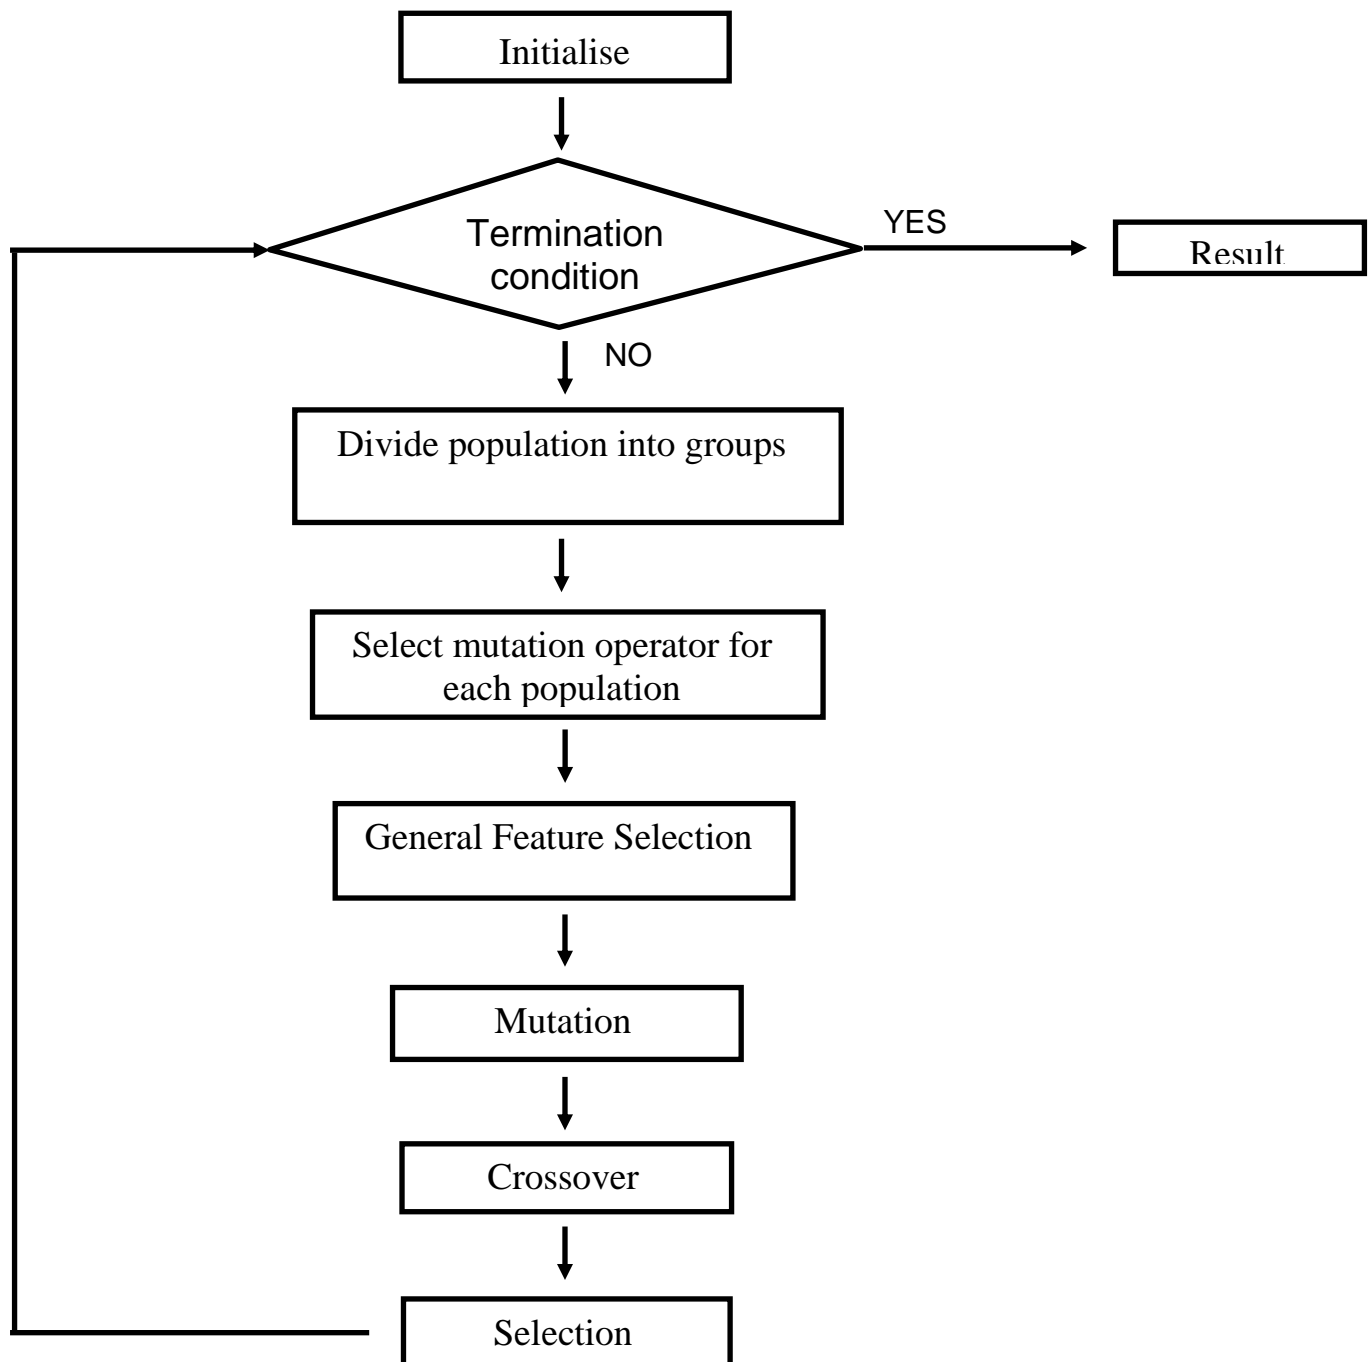 Initialise
Termination
condition
YES
Result
NO
Divide population into groups
Select mutation operator for
each population
General Feature Selection
Mutation
Crossover
Selection